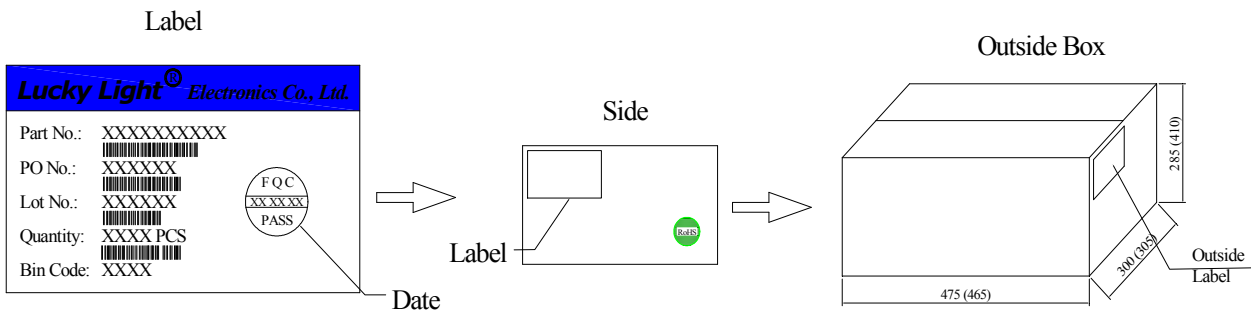 Label
Lucky Light® Electronics Co., Ltd.
Part No.: XXXXXXXXXX
PO No.: XXXXXX
Lot No.: XXXXXX
Quantity: XXXX PCS
Bin Code: XXXX
F Q C
XX XX XX
PASS
Date
Side
RoHS
Label
Outside Box
285 (410)
300 (305)
475 (465)
Outside
Label